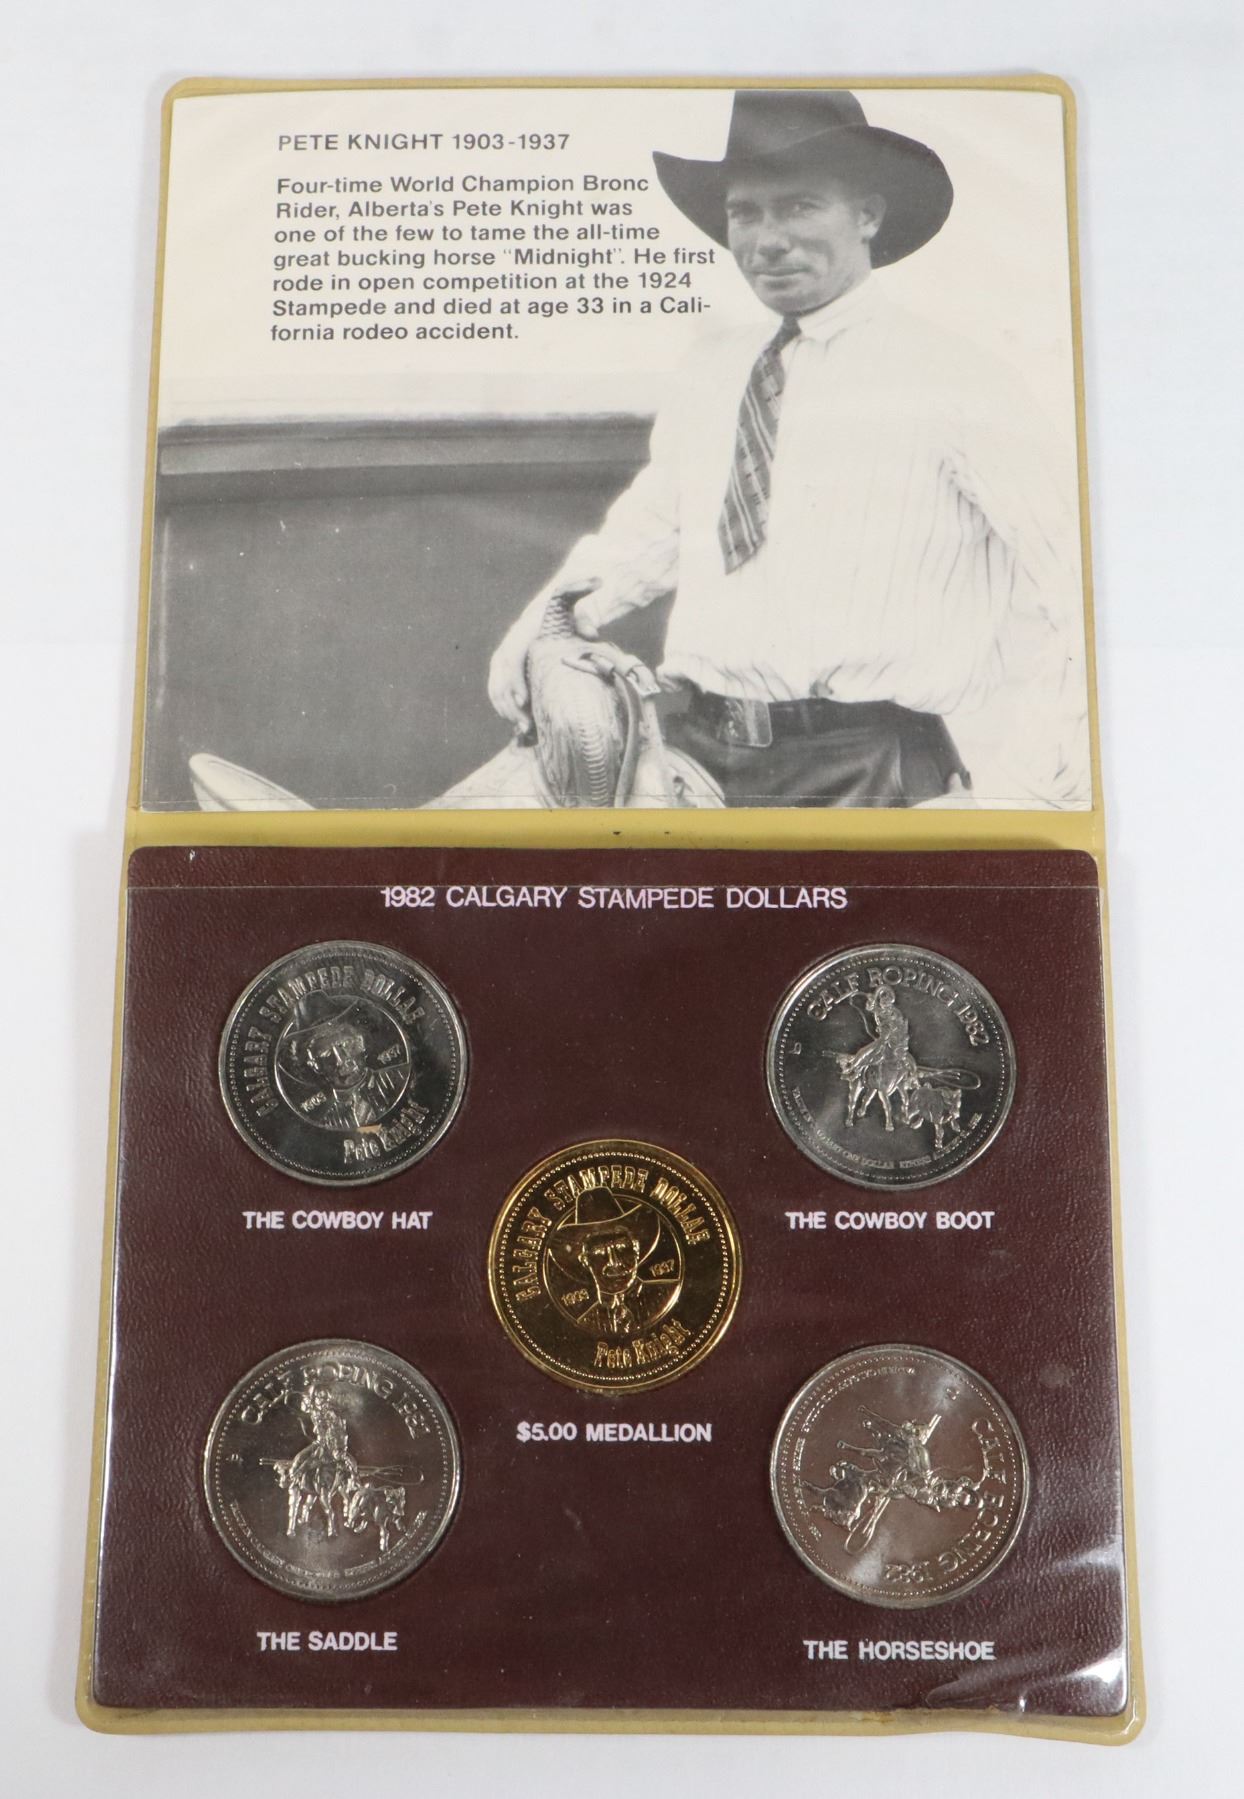 PETE KNIGHT 1903-1937
Four-time World Champion Bronc
Rider, Alberta's Pete Knight was
one of the few to tame the all-time
great bucking horse "Midnight". He first
rode in open competition at the 1924
Stampede and died at age 33 in a Cali-
fornia rodeo accident.
1982 CALGARY STAMPEDE DOLLARS
CALGARY STAMPEDE DOLLAR
1903 1937
Pete Knight
CALF ROPING 1982
THE COWBOY HAT
THE COWBOY BOOT
CALGARY STAMPEDE DOLLAR
1903 1937
Pete Knight
$5.00 MEDALLION
CALF ROPING 1982
CALF ROPING 1982
THE SADDLE
THE HORSESHOE